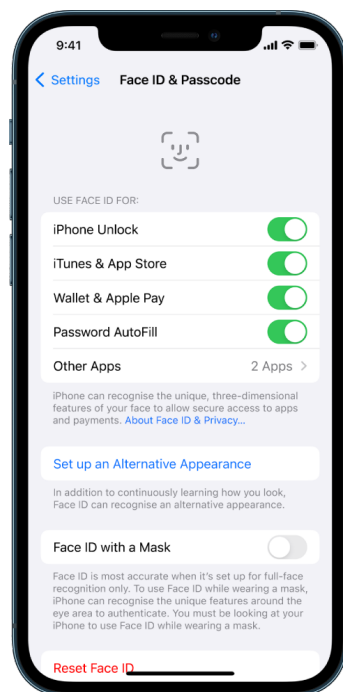 9:41
Settings
Face ID & Passcode
USE FACE ID FOR:
iPhone Unlock
iTunes & App Store
Wallet & Apple Pay
Password AutoFill
Other Apps 2 Apps
iPhone can recognise the unique, three-dimensional
features of your face to allow secure access to apps
and payments. About Face ID & Privacy...
Set up an Alternative Appearance
In addition to continuously learning how you look,
Face ID can recognise an alternative appearance.
Face ID with a Mask
Face ID is most accurate when it's set up for full-face
recognition only. To use Face ID while wearing a mask,
iPhone can recognise the unique features around the
eye area to authenticate. You must be looking at your
iPhone to use Face ID while wearing a mask.
Reset Face ID